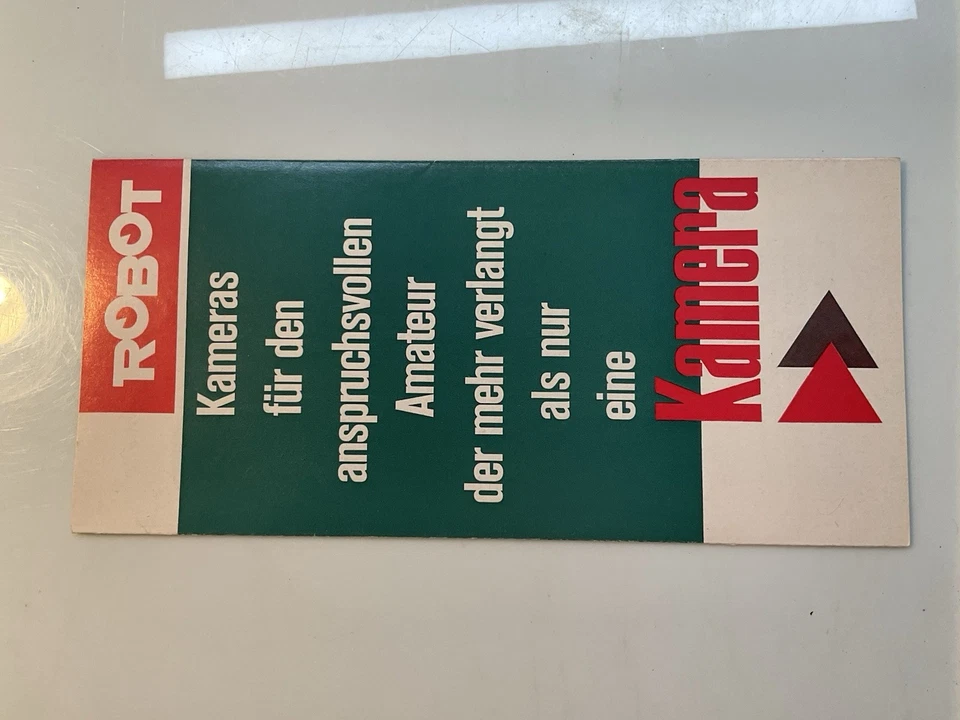 ROBOT
Kameras
für den
anspruchsvollen
Amateur
der mehr verlangt
als nur
eine
Kamera